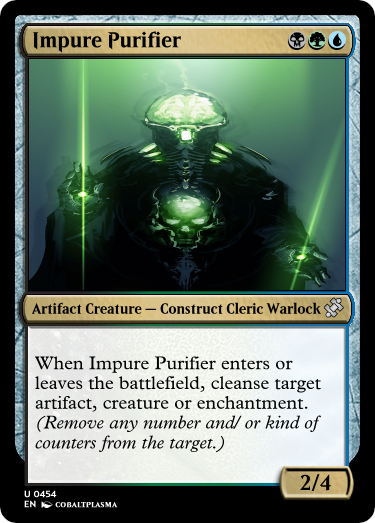 Impure Purifier
Artifact Creature — Construct Cleric Warlock
When Impure Purifier enters or
leaves the battlefield, cleanse target
artifact, creature or enchantment.
(Remove any number and/ or kind of
counters from the target.)
2/4
U 0454
EN COBALTPLASMA